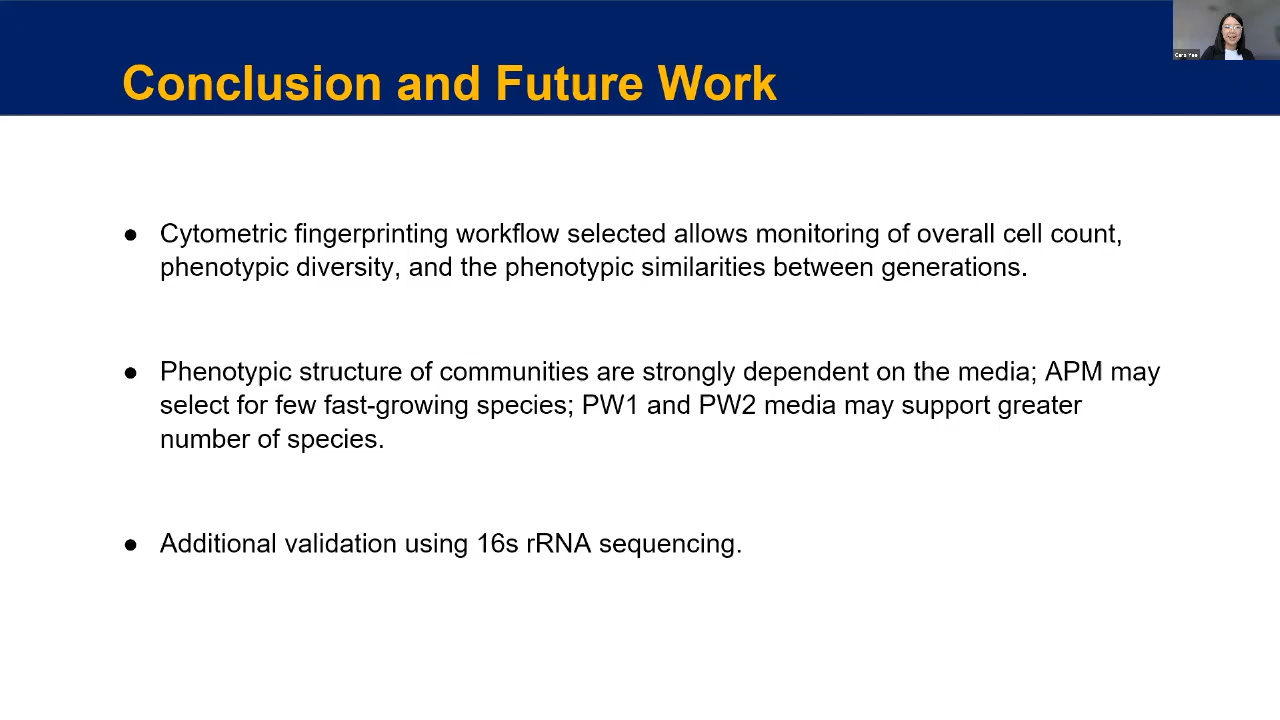 Conclusion and Future Work
● Cytometric fingerprinting workflow selected allows monitoring of overall cell count,
phenotypic diversity, and the phenotypic similarities between generations.
● Phenotypic structure of communities are strongly dependent on the media; APM may
select for few fast-growing species; PW1 and PW2 media may support greater
number of species.
● Additional validation using 16s rRNA sequencing.